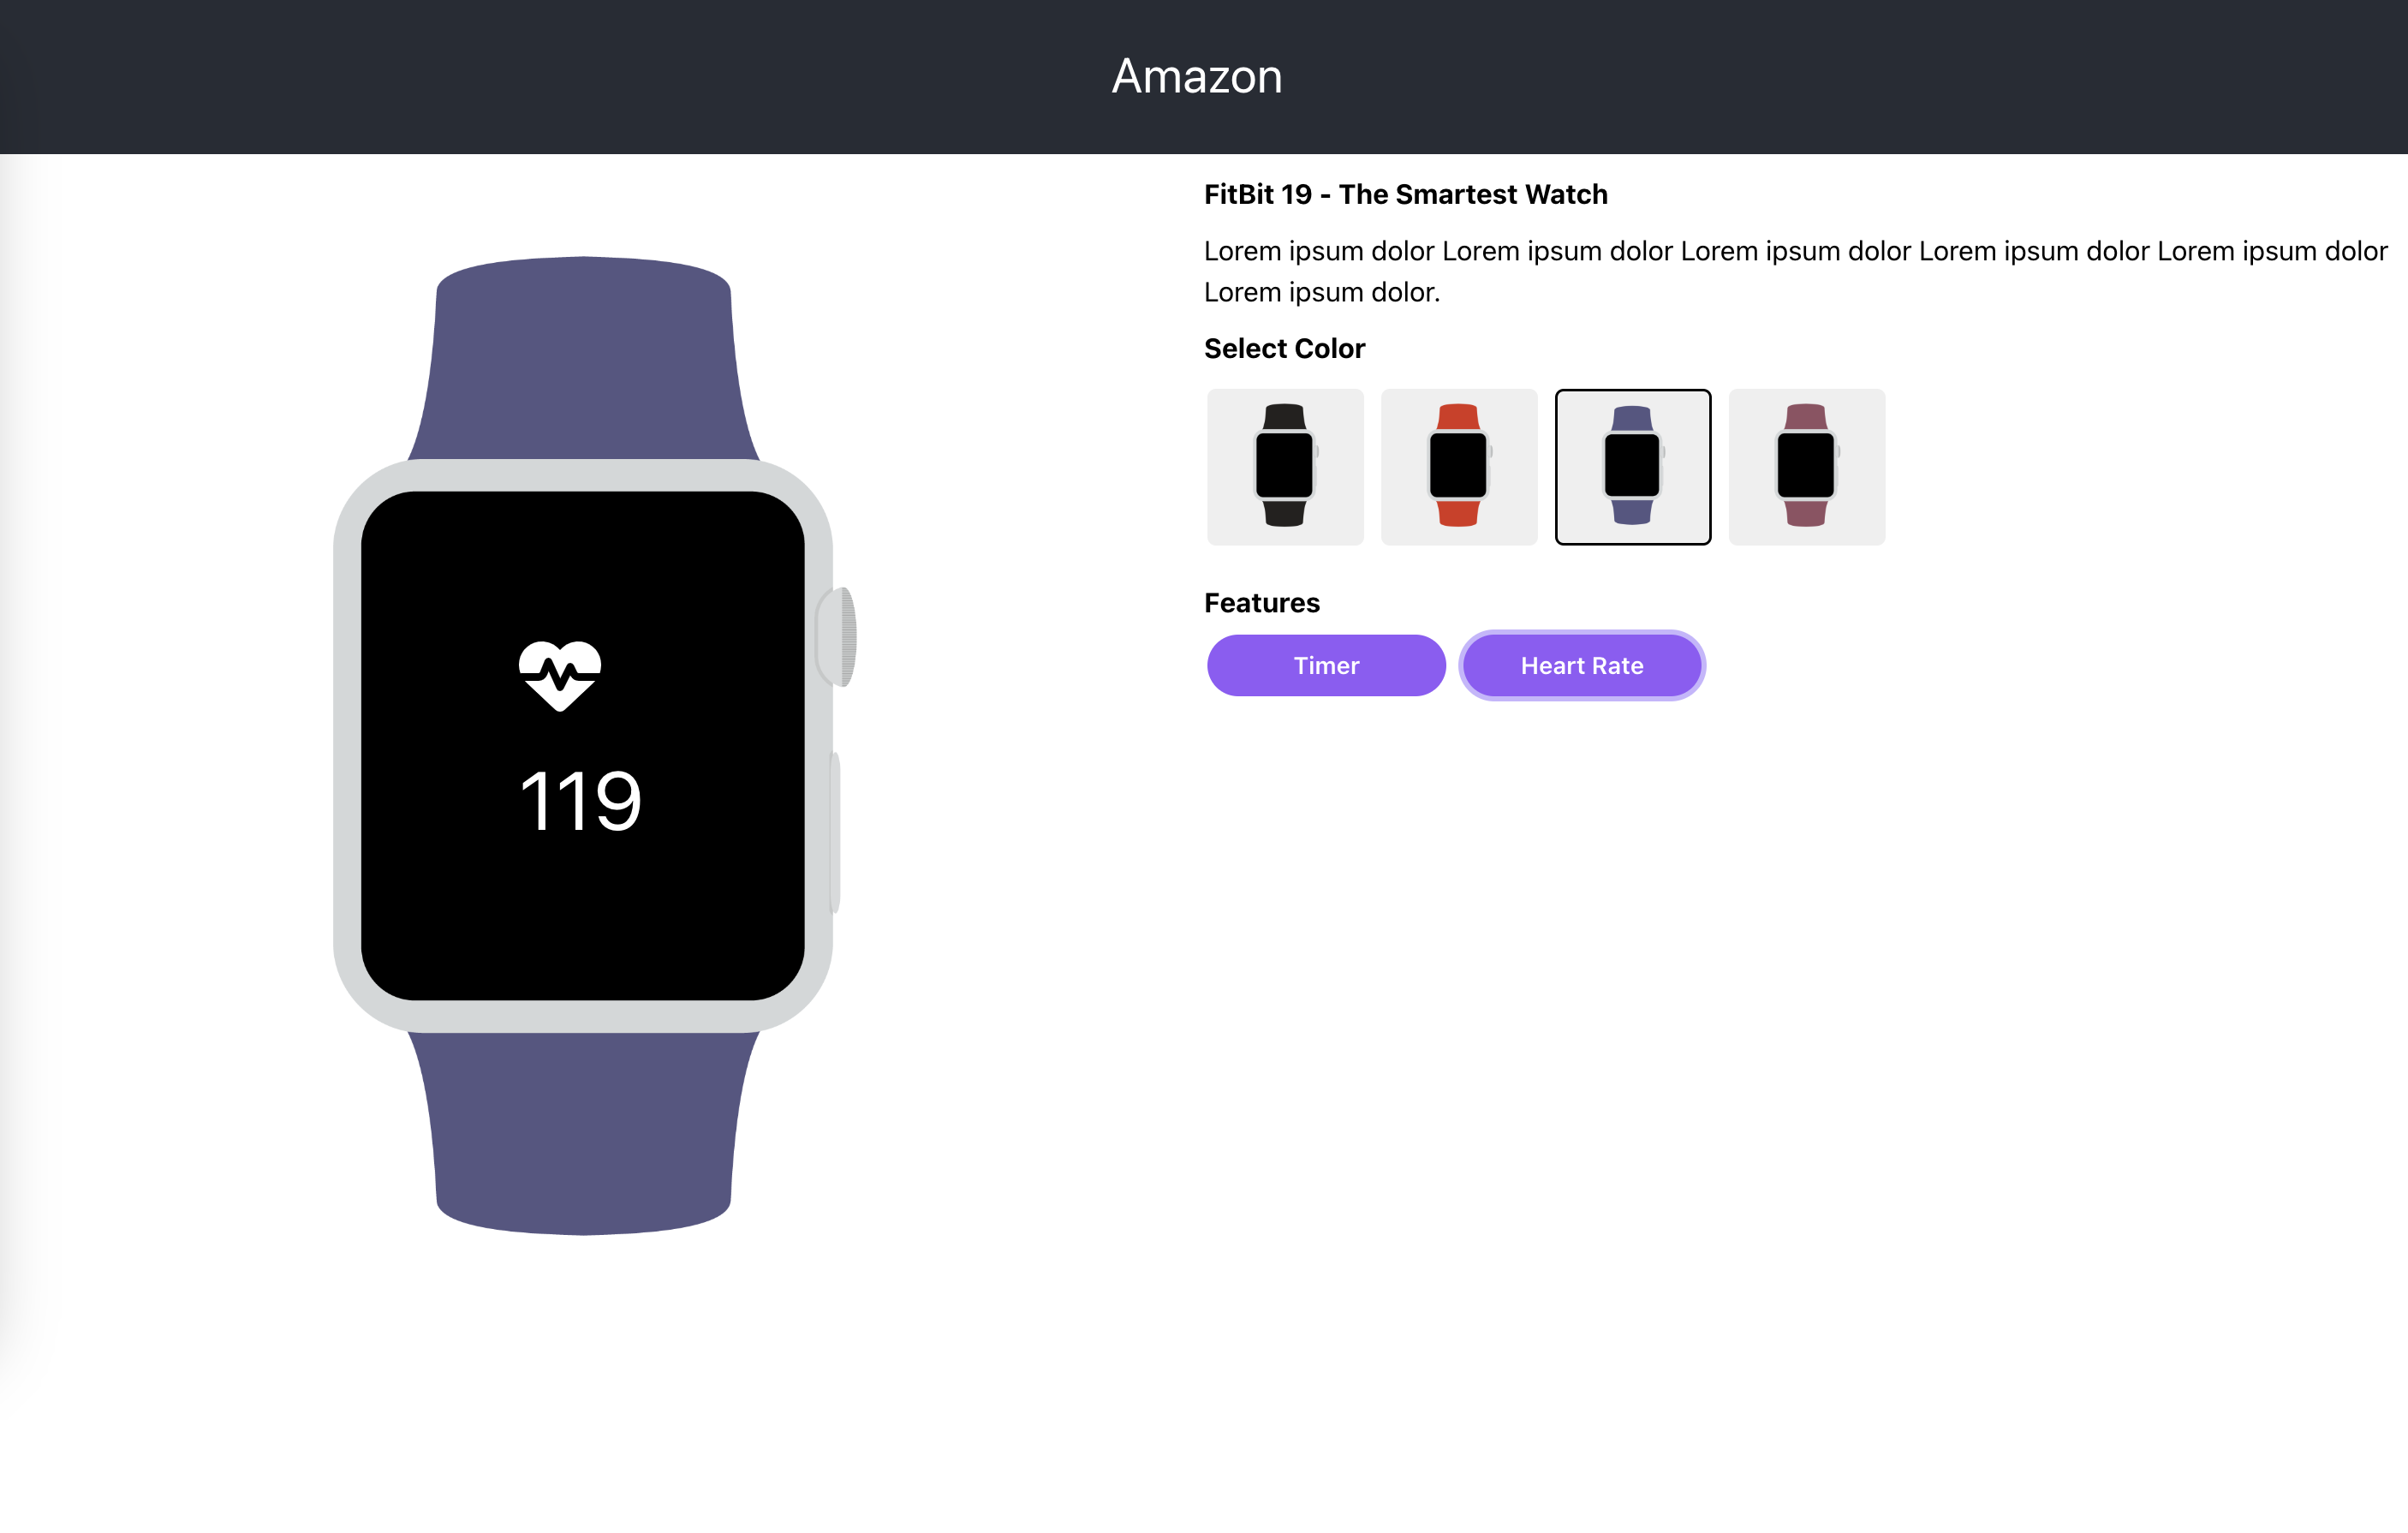 Amazon
FitBit 19 - The Smartest Watch
Lorem ipsum dolor Lorem ipsum dolor Lorem ipsum dolor Lorem ipsum dolor Lorem ipsum dolor
Lorem ipsum dolor.
Select Color
Features
Timer
Heart Rate
119